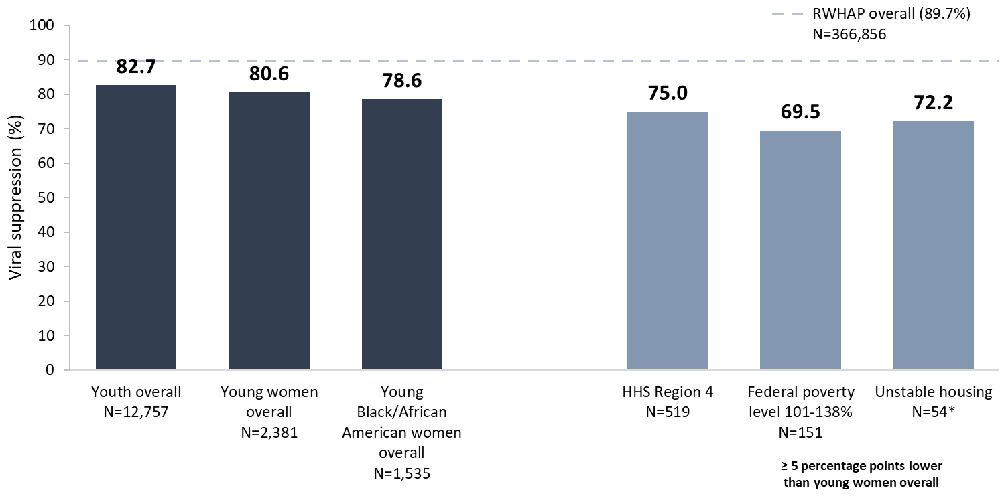 RWHAP overall (89.7%)
N=366,856
Viral suppression (%)
100
90
80
70
60
50
40
30
20
10
0
82.7
80.6
78.6
75.0
69.5
72.2
Youth overall
N=12,757
Young women
overall
N=2,381
Young
Black/African
American women
overall
N=1,535
HHS Region 4
N=519
Federal poverty
level 101-138%
N=151
Unstable housing
N=54*
≥ 5 percentage points lower
than young women overall